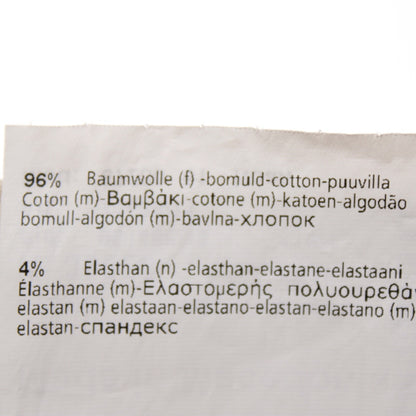 96% Baumwolle (f) -bomuld-cotton-puuvilla
Coton (m)-Βαμβάκι-cotone (m)-katoen-algodão
bomull-algodón (m)-bavlna-хлопок
4% Elasthan (n) -elasthan-elastane-elastaani
Élasthanne (m)-Ελαστομερής πολυουρεθά
elastan (m) elastaan-elastano-elastan-elastano (m)
elastan-спандекс